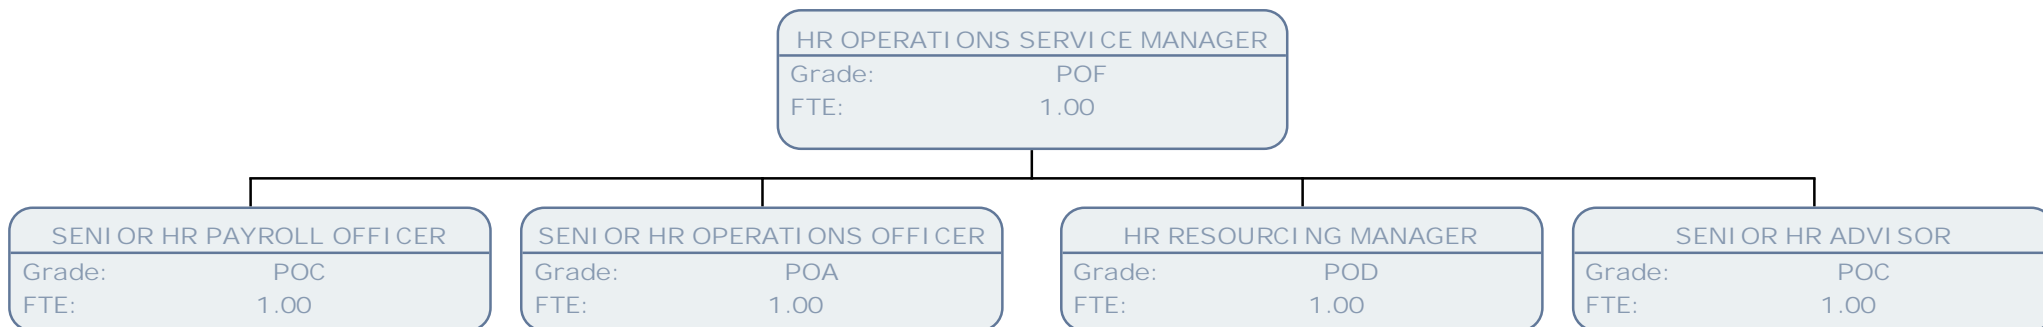 HR OPERATIONS SERVICE MANAGER
Grade: POF
FTE: 1.00
SENIOR HR PAYROLL OFFICER
Grade: POC
FTE: 1.00
SENIOR HR OPERATIONS OFFICER
Grade: POA
FTE: 1.00
HR RESOURCING MANAGER
Grade: POD
FTE: 1.00
SENIOR HR ADVISOR
Grade: POC
FTE: 1.00